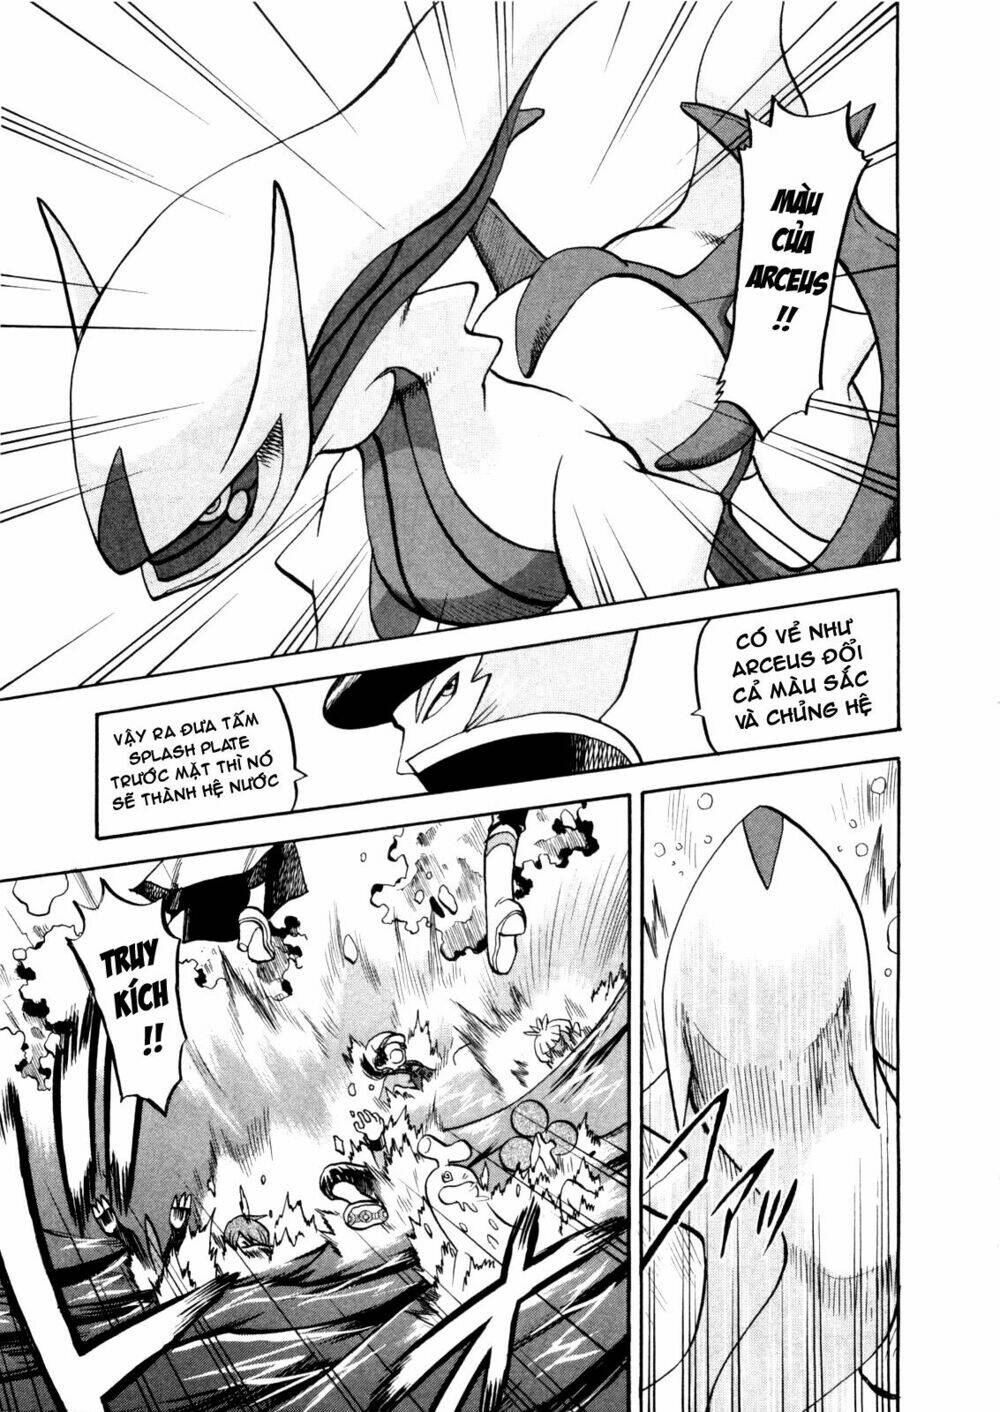 MÀU
CỦA
ARCEUS
!!
CÓ VẺ NHƯ
ARCEUS ĐỔI
CẢ MÀU SẮC
VÀ CHỦNG HỆ
VẬY RA ĐƯA TẤM
SPLASH PLATE
TRƯỚC MẶT THÌ NÓ
SẼ THÀNH HỆ NƯỚC
TRUY
KÍCH
!!